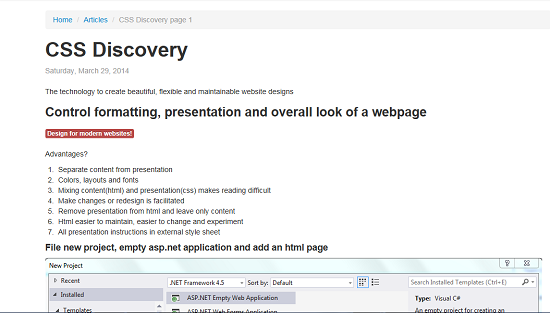 Home / Articles / CSS Discovery page 1
CSS Discovery
Saturday, March 29, 2014
The technology to create beautiful, flexible and maintainable website designs
Control formatting, presentation and overall look of a webpage
Design for modern websites!
Advantages?
1. Separate content from presentation
2. Colors, layouts and fonts
3. Mixing content(html) and presentation(css) makes reading difficult
4. Make changes or redesign is facilitated
5. Remove presentation from html and leave only content
6. Html easier to maintain, easier to change and experiment
7. All presentation instructions in external style sheet
File new project, empty asp.net application and add an html page
New Project
Recent
.NET Framework 4.5 Sort by: Default
Search Installed Templates (Ctrl+E)
Installed
ASP.NET Empty Web Application
Type: Visual C#
Templates
ASP.NET Web Forms Application
An empty project for creating an